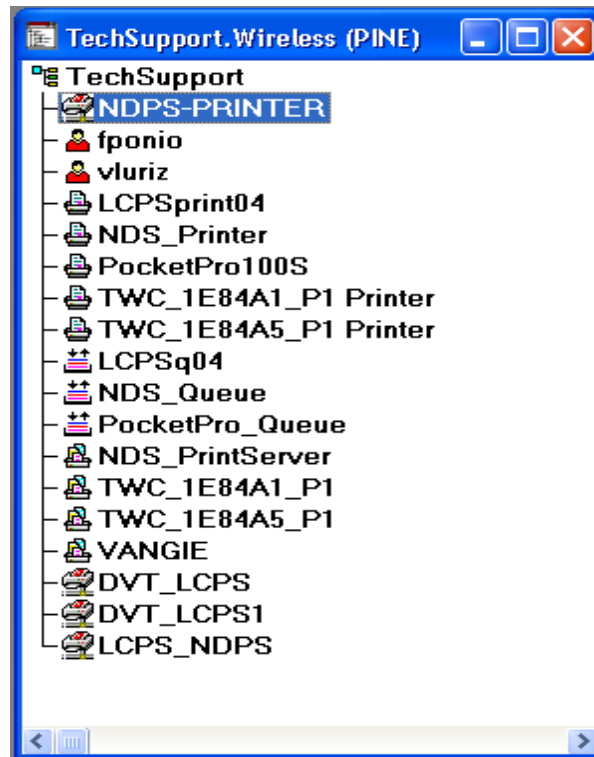 TechSupport.Wireless (PINE)
TechSupport
NDPS-PRINTER
fponio
vluriz
LCPSprint04
NDS_Printer
PocketPro100S
TWC_1E84A1_P1 Printer
TWC_1E84A5_P1 Printer
LCPSq04
NDS_Queue
PocketPro_Queue
NDS_PrintServer
TWC_1E84A1_P1
TWC_1E84A5_P1
VANGIE
DVT_LCPS
DVT_LCPS1
LCPS_NDPS